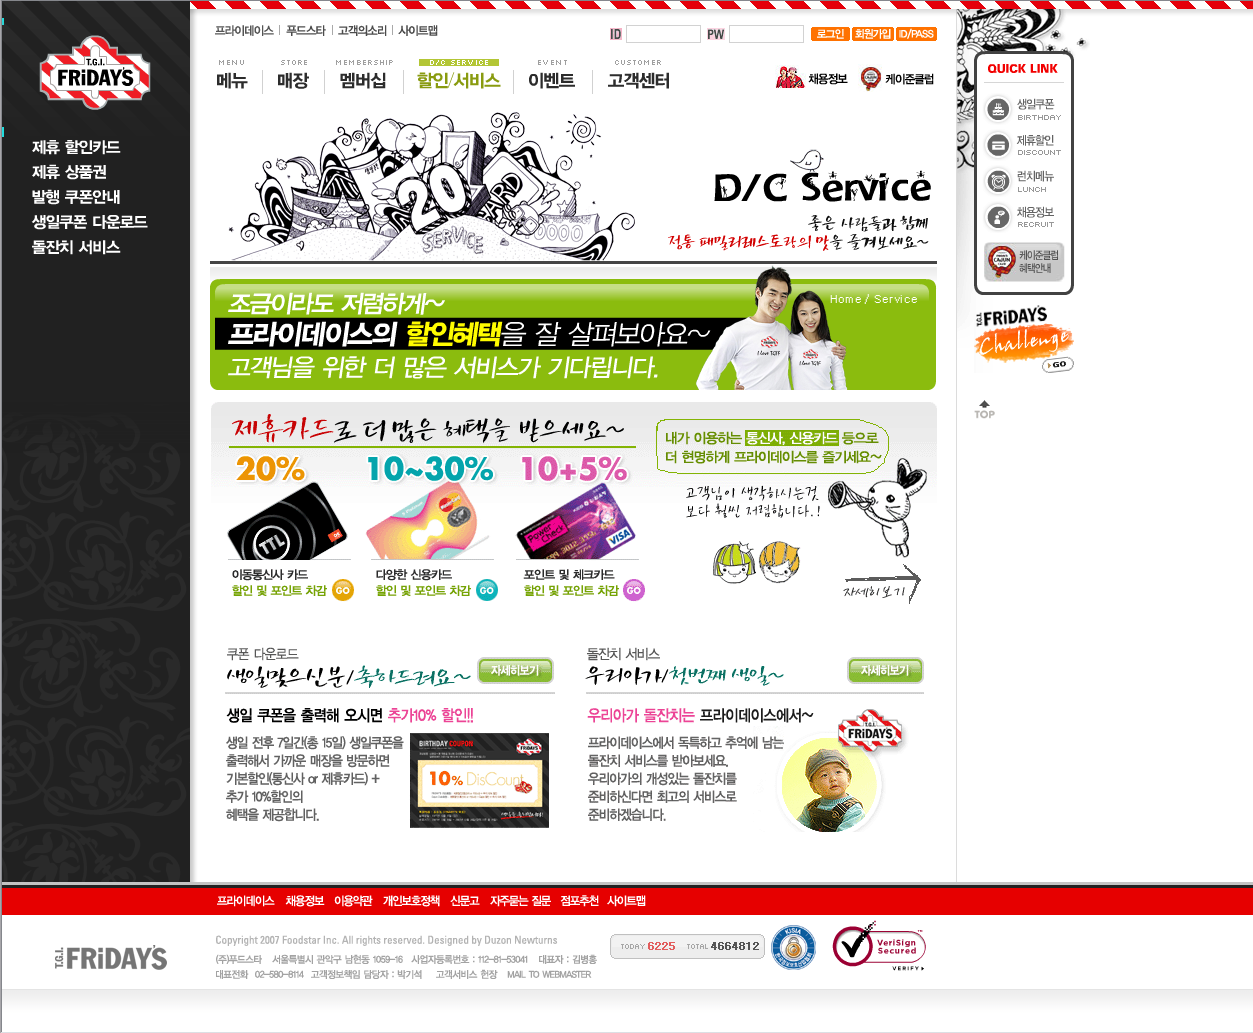 프라이데이스 | 푸드스타 | 고객의소리 | 사이트맵
ID
PW
로그인
회원가입
ID/PASS
MENU
메뉴
STORE
매장
MEMBERSHIP
멤버십
D/C SERVICE
할인/서비스
EVENT
이벤트
CUSTOMER
고객센터
채용정보
케이준클럽
T.G.I.
FRiDAY'S
제휴 할인카드
제휴 상품권
발행 쿠폰안내
생일쿠폰 다운로드
돌잔치 서비스
20
CARD
SERVICE
D/C Service
좋은 사람들과 함께
정통 패밀리레스토랑의 맛을 즐겨보세요~
QUICK LINK
생일쿠폰
BIRTHDAY
제휴할인
DISCOUNT
런치메뉴
LUNCH
채용정보
RECRUIT
케이준클럽
혜택안내
T.G.I.
FRiDAY'S
Challenge
GO
TOP
Home / Service
조금이라도 저렴하게~
프라이데이스의 할인혜택을 잘 살펴보아요~
고객님을 위한 더 많은 서비스가 기다립니다.
I love TGIF
I love TGIF
제휴카드로 더 많은 혜택을 받으세요~
20%
10~30%
10+5%
TTL
MasterCard
Power Check
VISA
이동통신사 카드
할인 및 포인트 차감
GO
다양한 신용카드
할인 및 포인트 차감
GO
포인트 및 체크카드
할인 및 포인트 차감
GO
내가 이용하는 통신사, 신용카드 등으로
더 현명하게 프라이데이스를 즐기세요~
고객님이 생각하시는것
보다 훨씬 저렴합니다.!
자세히 보기
쿠폰 다운로드
생일맞으신분/축하드려요~
자세히보기
생일 쿠폰을 출력해 오시면 추가10% 할인!!
생일 전후 7일간(총 15일) 생일쿠폰을
출력해서 가까운 매장을 방문하면
기본할인(통신사 or 제휴카드) +
추가 10%할인의
혜택을 제공합니다.
BIRTHDAY COUPON
FRiDAY'S
10% DisCount
돌잔치 서비스
우리아가/첫번째 생일~
자세히보기
우리아가 돌잔치는 프라이데이스에서~
프라이데이스에서 독특하고 추억에 남는
돌잔치 서비스를 받아보세요.
우리아가의 개성있는 돌잔치를
준비하신다면 최고의 서비스로
준비하겠습니다.
T.G.I.
FRiDAY'S
프라이데이스 채용정보 이용약관 개인보호정책 신문고 자주묻는 질문 점포추천 사이트맵
T.G.I. FRiDAY'S
Copyright 2007 Foodstar Inc. All rights reserved. Designed by Duzon Newturns
(주)푸드스타 서울특별시 관악구 남현동 1059-16 사업자등록번호 : 112-81-53041 대표자 : 김병흥
대표전화 02-580-8114 고객정보책임 담당자 : 박기석 고객서비스 헌장 MAIL TO WEBMASTER
TODAY 6225 TOTAL 4664812
KISIA
VeriSign
Secured
VERIFY